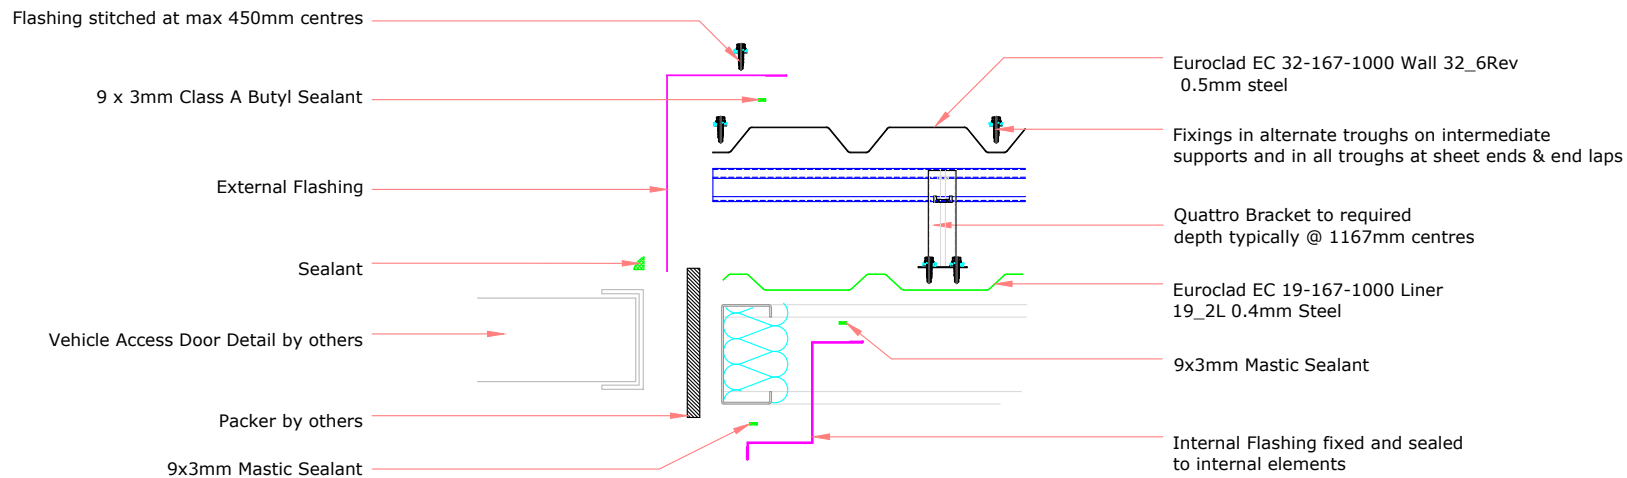 Flashing stitched at max 450mm centres
9 x 3mm Class A Butyl Sealant
External Flashing
Sealant
Vehicle Access Door Detail by others
Packer by others
9x3mm Mastic Sealant
Euroclad EC 32-167-1000 Wall 32_6Rev
0.5mm steel
Fixings in alternate troughs on intermediate
supports and in all troughs at sheet ends & end laps
Quattro Bracket to required
depth typically @ 1167mm centres
Euroclad EC 19-167-1000 Liner
19_2L 0.4mm Steel
9x3mm Mastic Sealant
Internal Flashing fixed and sealed
to internal elements